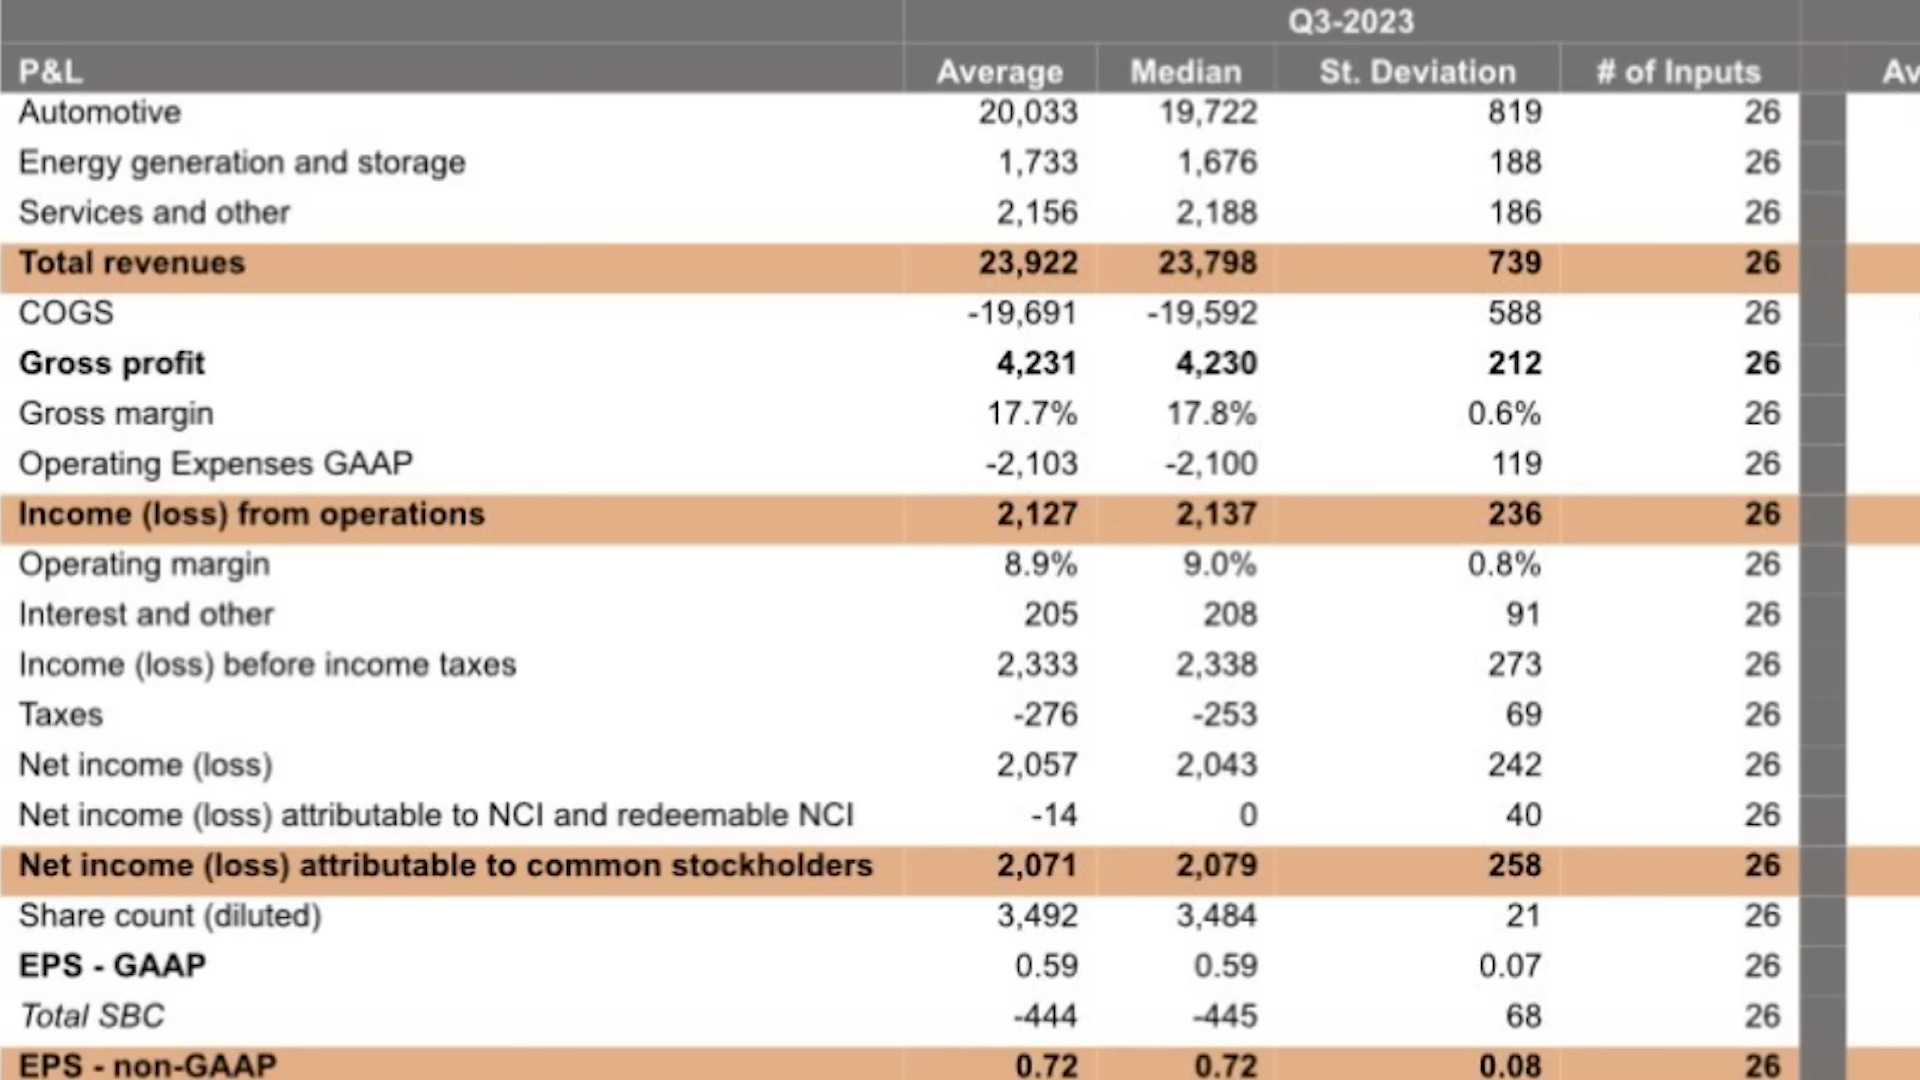 Q3-2023
P&L Average Median St. Deviation # of Inputs Av
Automotive 20,033 19,722 819 26
Energy generation and storage 1,733 1,676 188 26
Services and other 2,156 2,188 186 26
Total revenues 23,922 23,798 739 26
COGS -19,691 -19,592 588 26
Gross profit 4,231 4,230 212 26
Gross margin 17.7% 17.8% 0.6% 26
Operating Expenses GAAP -2,103 -2,100 119 26
Income (loss) from operations 2,127 2,137 236 26
Operating margin 8.9% 9.0% 0.8% 26
Interest and other 205 208 91 26
Income (loss) before income taxes 2,333 2,338 273 26
Taxes -276 -253 69 26
Net income (loss) 2,057 2,043 242 26
Net income (loss) attributable to NCI and redeemable NCI -14 0 40 26
Net income (loss) attributable to common stockholders 2,071 2,079 258 26
Share count (diluted) 3,492 3,484 21 26
EPS - GAAP 0.59 0.59 0.07 26
Total SBC -444 -445 68 26
EPS - non-GAAP 0.72 0.72 0.08 26